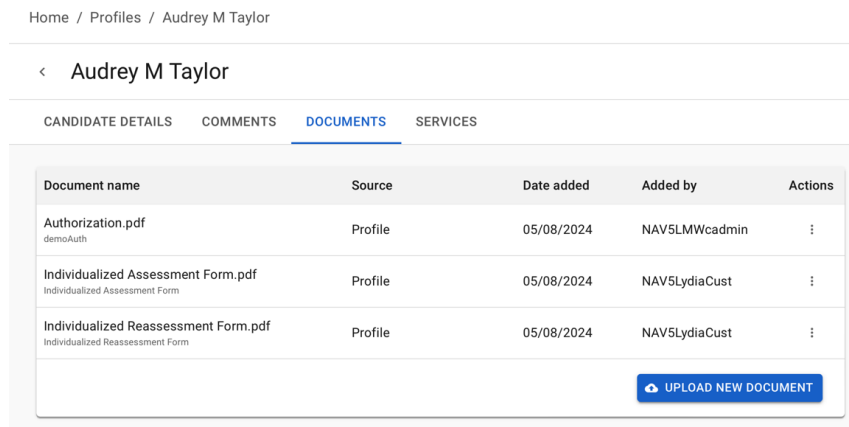 Home / Profiles / Audrey M Taylor
Audrey M Taylor
CANDIDATE DETAILS COMMENTS DOCUMENTS SERVICES
Document name Source Date added Added by Actions
Authorization.pdf Profile 05/08/2024 NAV5LMWcadmin
demoAuth
Individualized Assessment Form.pdf Profile 05/08/2024 NAV5LydiaCust
Individualized Assessment Form
Individualized Reassessment Form.pdf Profile 05/08/2024 NAV5LydiaCust
Individualized Reassessment Form
UPLOAD NEW DOCUMENT